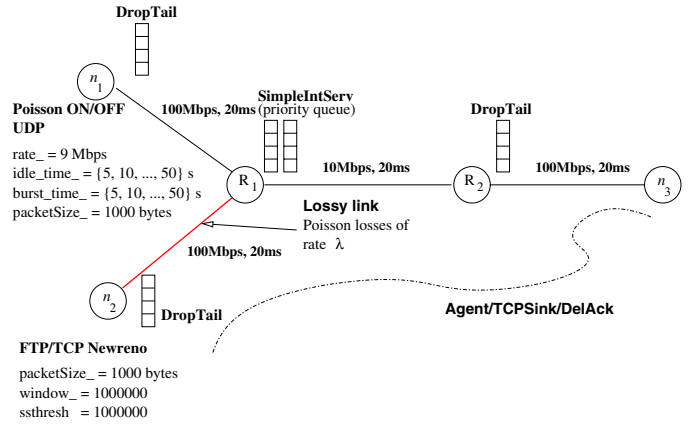 DropTail
n1
Poisson ON/OFF
UDP
rate_ = 9 Mbps
idle_time_ = {5, 10, ..., 50} s
burst_time_ = {5, 10, ..., 50} s
packetSize_ = 1000 bytes
100Mbps, 20ms
SimpleIntServ
(priority queue)
R1
10Mbps, 20ms
DropTail
R2
100Mbps, 20ms
n3
Lossy link
Poisson losses of
rate λ
100Mbps, 20ms
n2
DropTail
Agent/TCPSink/DelAck
FTP/TCP Newreno
packetSize_ = 1000 bytes
window_ = 1000000
ssthresh = 1000000